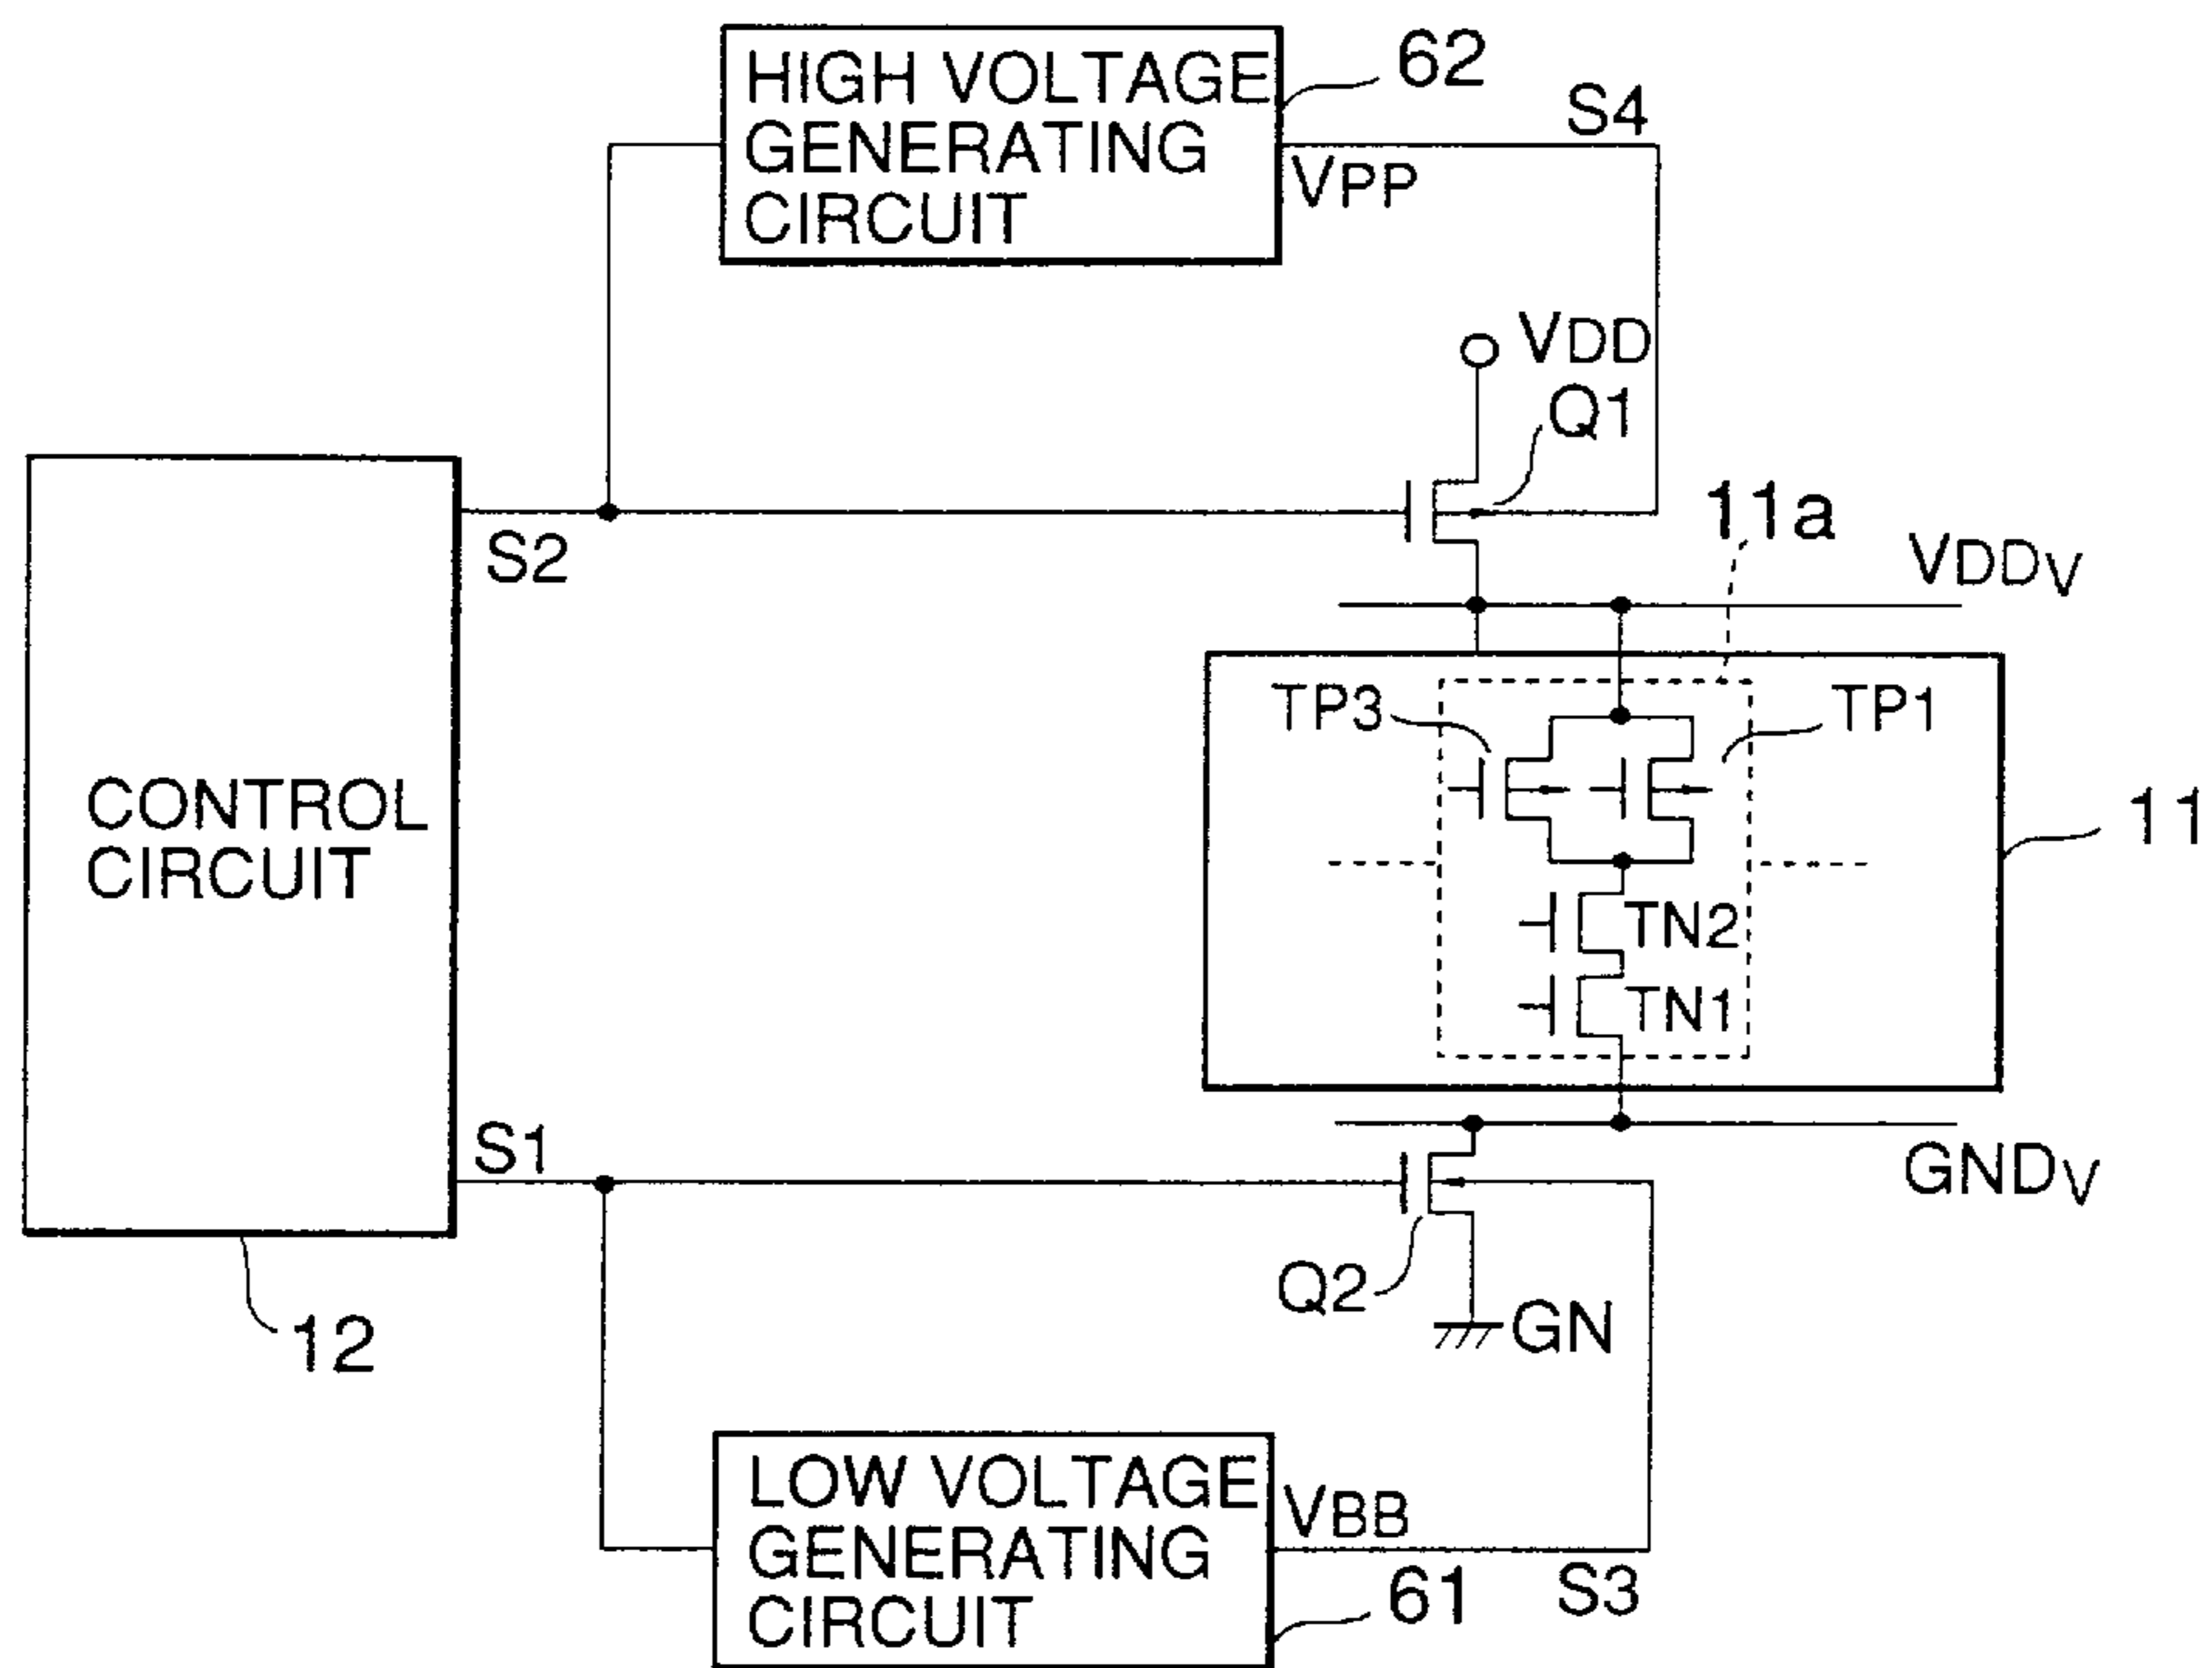 HIGH VOLTAGE
GENERATING
CIRCUIT
62
S4
VPP
VDD
Q1
11a
S2
VDDV
CONTROL
CIRCUIT
TP3
TP1
11
TN2
TN1
S1
GNDV
Q2
GN
12
LOW VOLTAGE
GENERATING
CIRCUIT
VBB
61
S3